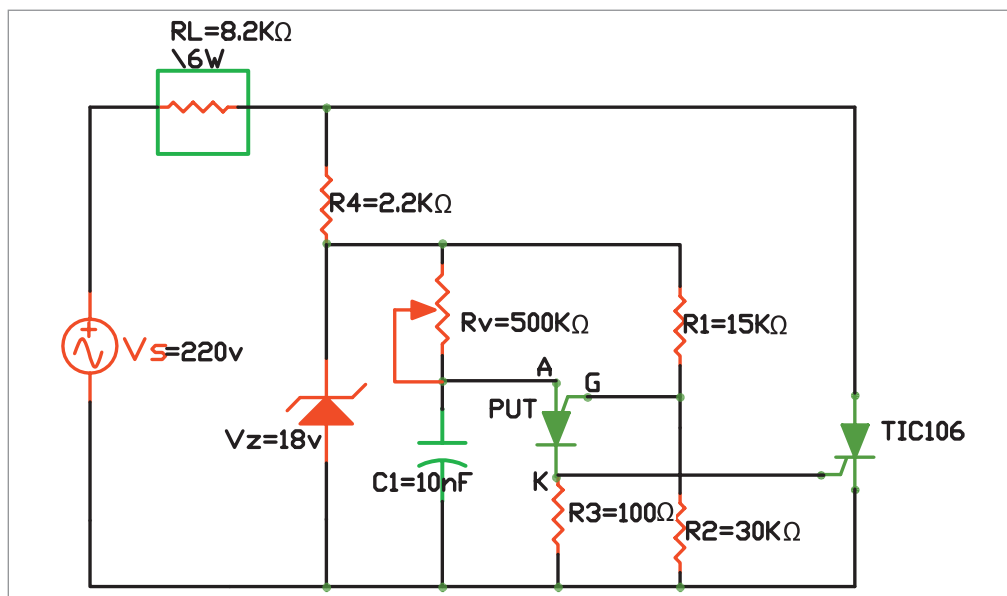 RL=8.2KΩ
\6W
R4=2.2KΩ
Rv=500KΩ
R1=15KΩ
Vs=220v
A
G
PUT
TIC106
Vz=18v
K
C1=10nF
R3=100Ω
R2=30KΩ